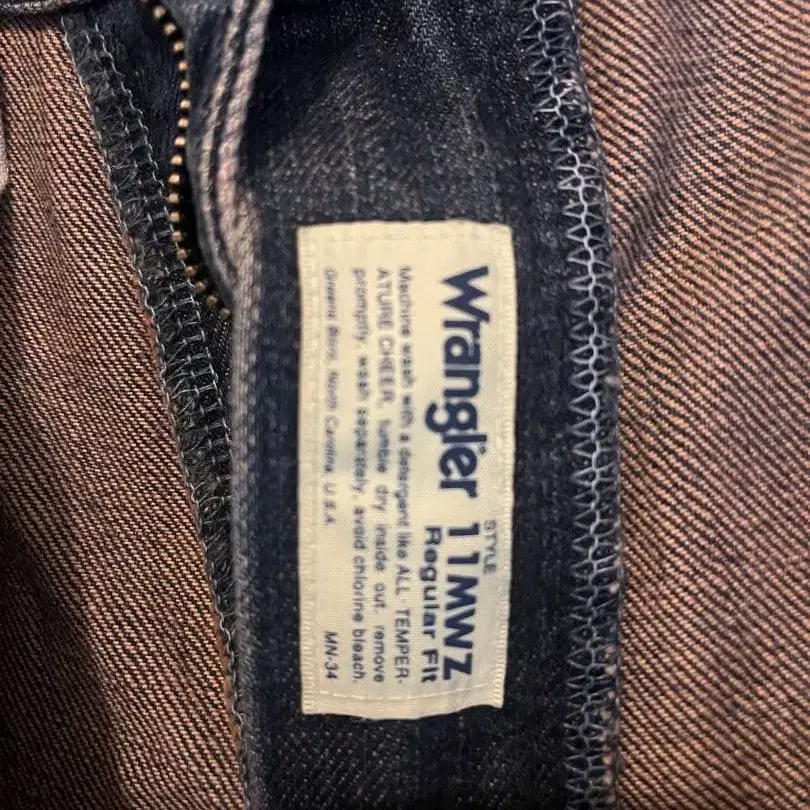 STYLE
Wrangler 11MWZ
Regular Fit
Machine wash with a detergent like ALL TEMPER-
ATURE CHEER, tumble dry inside out. remove
promptly, wash separately, avoid chlorine bleach.
Greens Boro, North Carolina, U.S.A MN-34